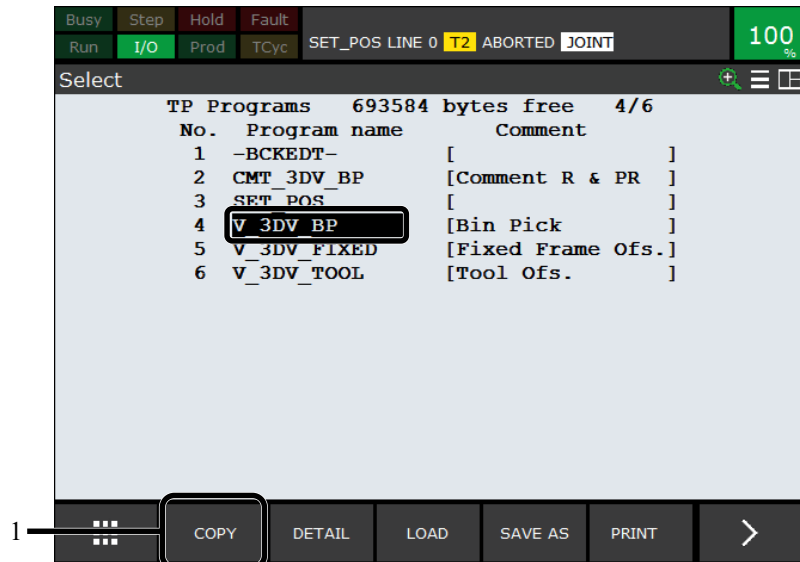 Busy Step Hold Fault
Run I/O Prod TCyc SET_POS LINE 0 T2 ABORTED JOINT 100 %
Select
TP Programs 693584 bytes free 4/6
No. Program name Comment
1 -BCKEDT- [ ]
2 CMT_3DV_BP [Comment R & PR ]
3 SET_POS [ ]
4 V_3DV_BP [Bin Pick ]
5 V_3DV_FIXED [Fixed Frame Ofs.]
6 V_3DV_TOOL [Tool Ofs. ]
1 COPY DETAIL LOAD SAVE AS PRINT >